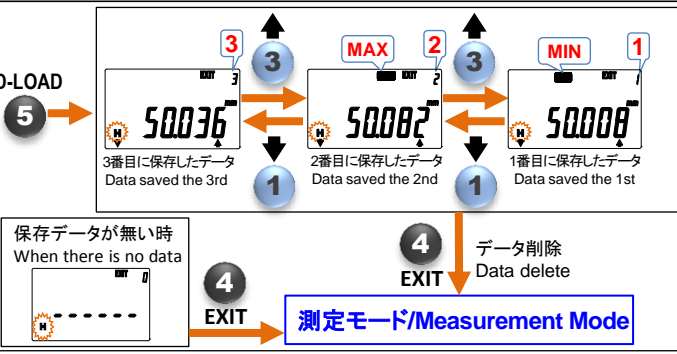 3
MAX
2
MIN
1
3
3
EXIT 3
EXIT 2
EXIT 1
D-LOAD
5
mm
mm
mm
H 50.036
H 50.082
H 50.008
3番目に保存したデータ
Data saved the 3rd
2番目に保存したデータ
Data saved the 2nd
1番目に保存したデータ
Data saved the 1st
1
1
保存データが無い時
When there is no data
EXIT 0
H ------
4
EXIT
4
EXIT
データ削除
Data delete
測定モード/Measurement Mode